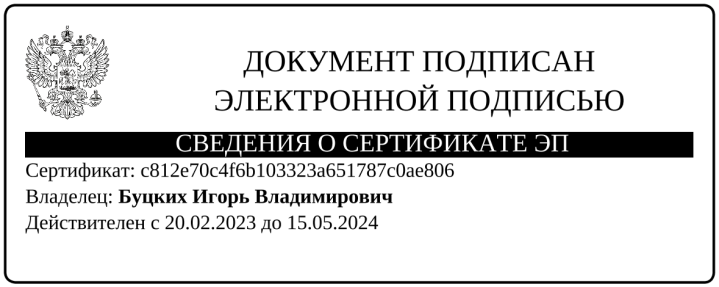 ДОКУМЕНТ ПОДПИСАН
ЭЛЕКТРОННОЙ ПОДПИСЬЮ
СВЕДЕНИЯ О СЕРТИФИКАТЕ ЭП
Сертификат: c812e70c4f6b103323a651787c0ae806
Владелец: Буцких Игорь Владимирович
Действителен с 20.02.2023 до 15.05.2024